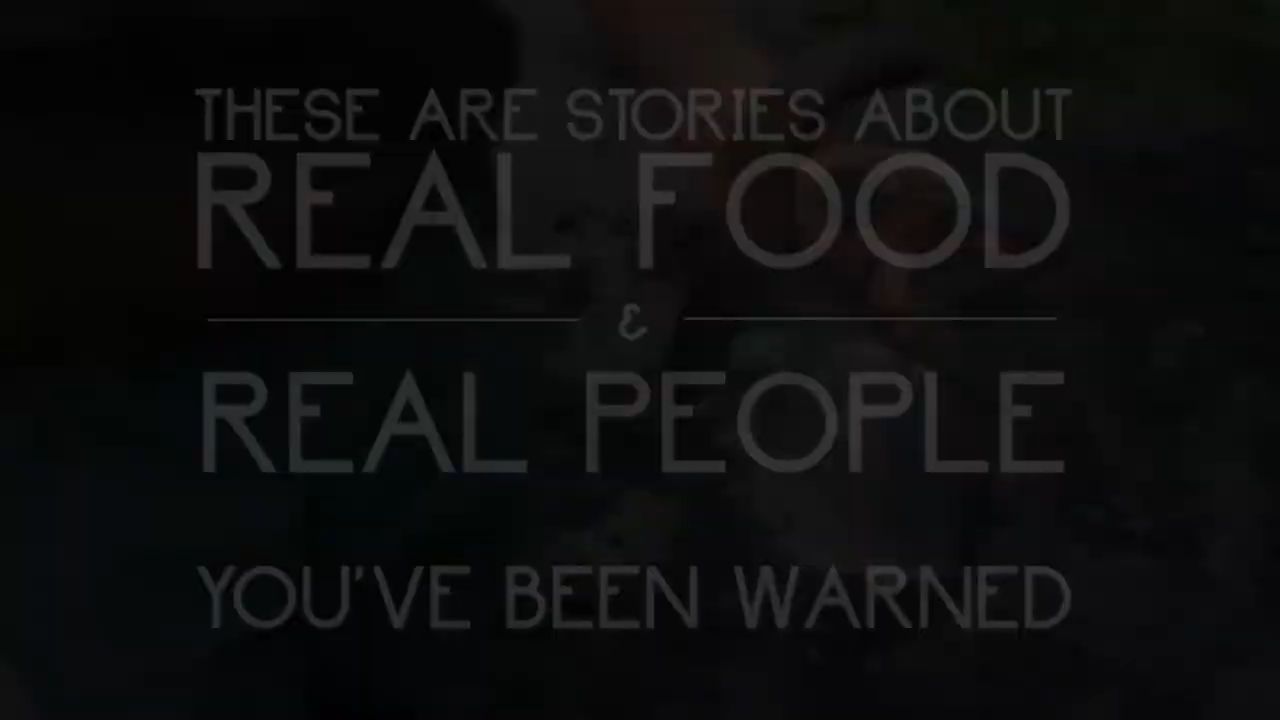 THESE ARE STORIES ABOUT
REAL FOOD
&
REAL PEOPLE
YOU'VE BEEN WARNED